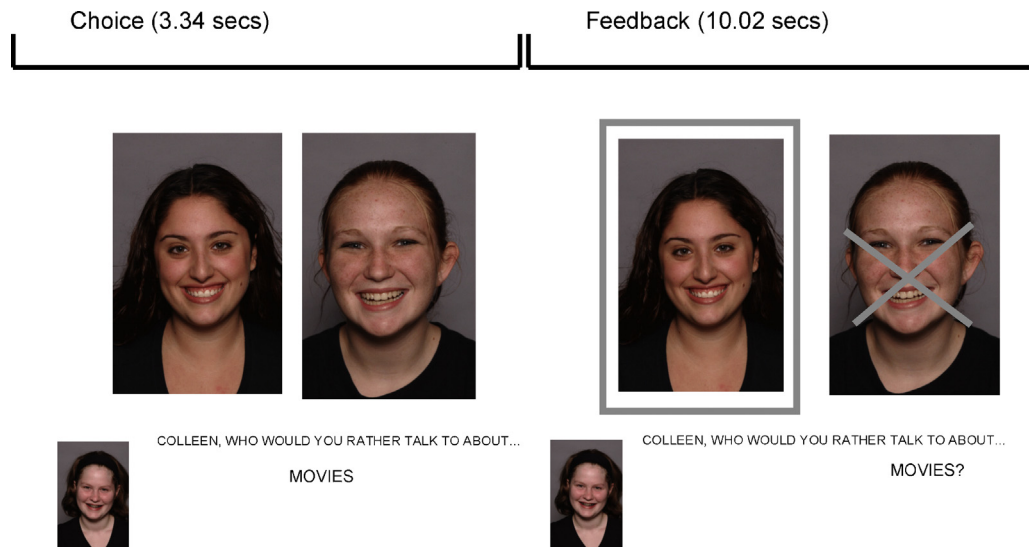 Choice (3.34 secs)
Feedback (10.02 secs)
COLLEEN, WHO WOULD YOU RATHER TALK TO ABOUT...
MOVIES
COLLEEN, WHO WOULD YOU RATHER TALK TO ABOUT...
MOVIES?